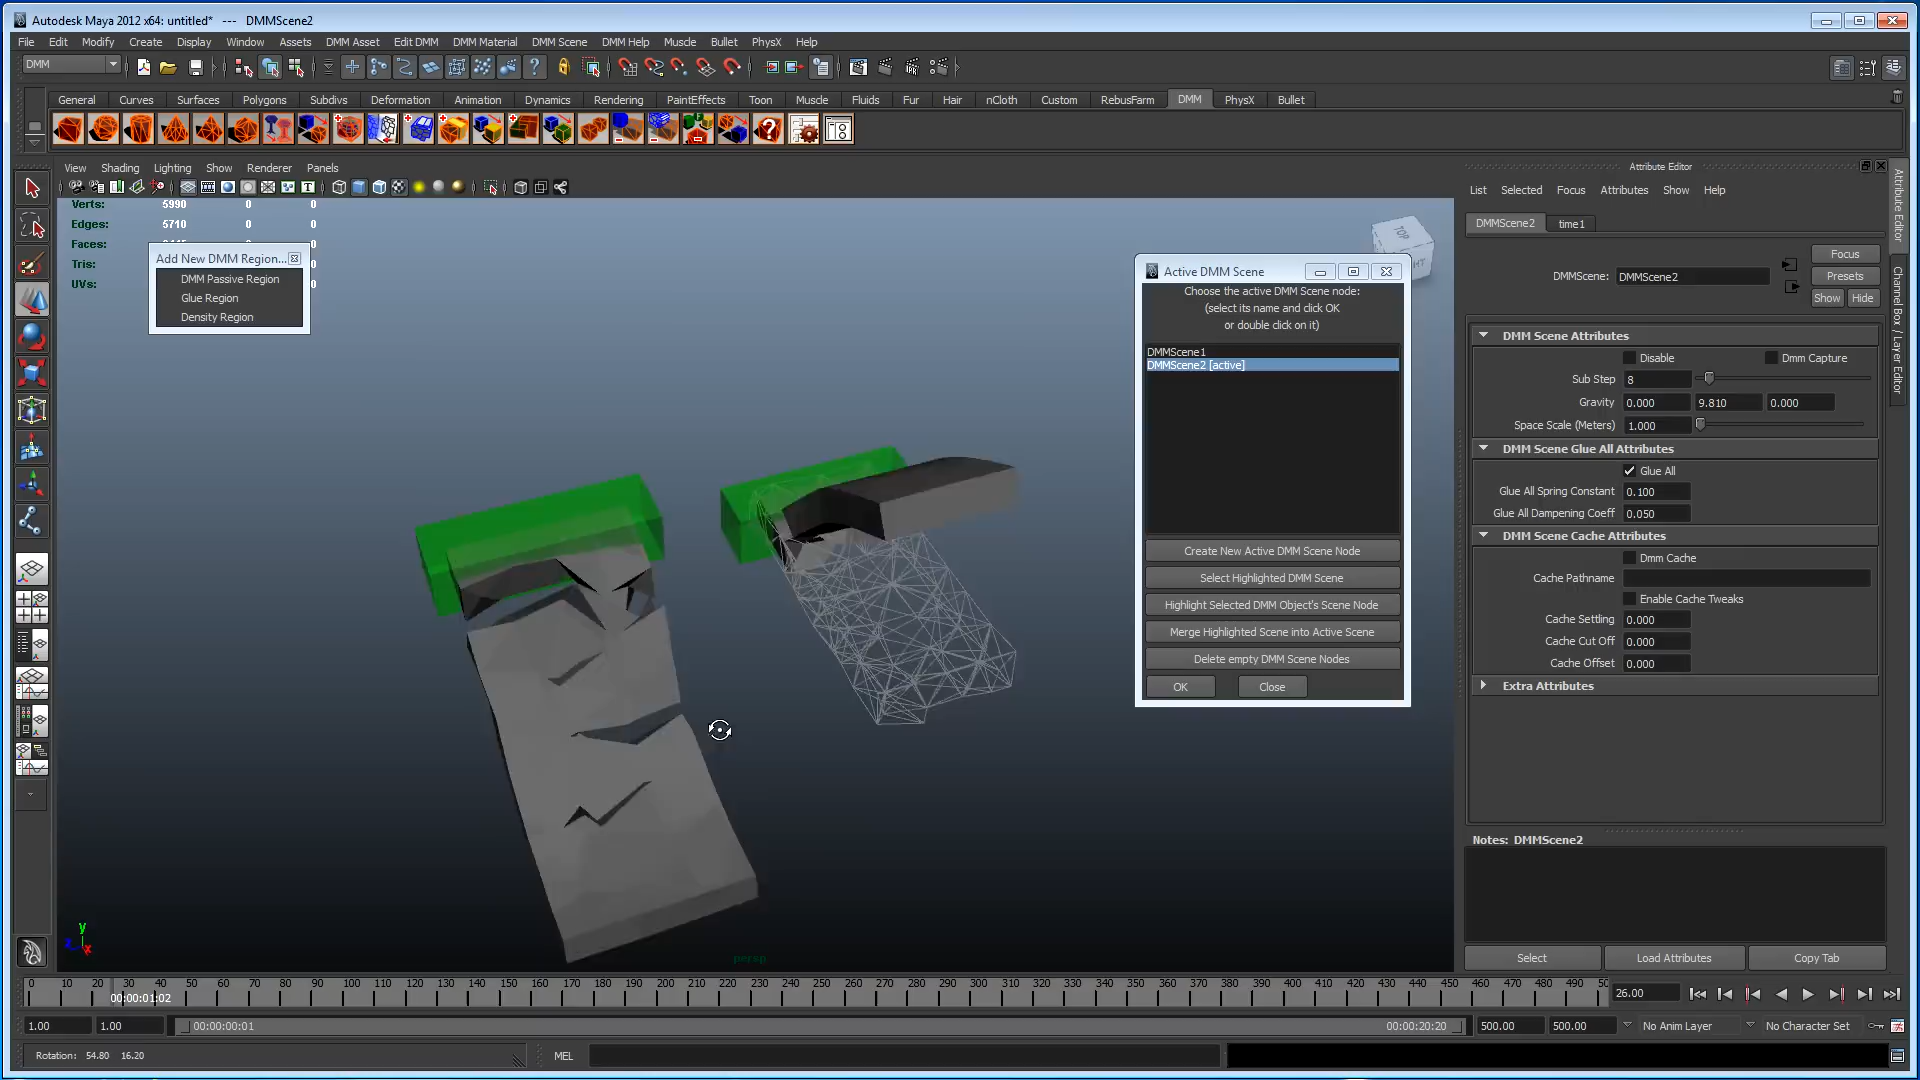 Autodesk Maya 2012 x64: untitled*   ---   DMMScene2
File Edit Modify Create Display Window Assets DMM Asset Edit DMM DMM Material DMM Scene DMM Help Muscle Bullet PhysX Help
DMM
General Curves Surfaces Polygons Subdivs Deformation Animation Dynamics Rendering PaintEffects Toon Muscle Fluids Fur Hair nCloth Custom RebusFarm DMM PhysX Bullet
View Shading Lighting Show Renderer Panels
Verts: 5990 0 0
Edges: 5710 0 0
Faces: 0
Tris: 0
UVs: 0
Add New DMM Region...
DMM Passive Region
Glue Region
Density Region
TOP
Active DMM Scene
Choose the active DMM Scene node:
(select its name and click OK
or double click on it)
DMMScene1
DMMScene2 [active]
Create New Active DMM Scene Node
Select Highlighted DMM Scene
Highlight Selected DMM Object's Scene Node
Merge Highlighted Scene into Active Scene
Delete empty DMM Scene Nodes
OK Close
y
x
persp
Attribute Editor
List Selected Focus Attributes Show Help
DMMScene2 time1
DMMScene: DMMScene2
Focus
Presets
Show Hide
DMM Scene Attributes
Disable Dmm Capture
Sub Step 8
Gravity 0.000 9.810 0.000
Space Scale (Meters) 1.000
DMM Scene Glue All Attributes
Glue All
Glue All Spring Constant 0.100
Glue All Dampening Coeff 0.050
DMM Scene Cache Attributes
Dmm Cache
Cache Pathname
Enable Cache Tweaks
Cache Settling 0.000
Cache Cut Off 0.000
Cache Offset 0.000
Extra Attributes
Notes: DMMScene2
Select Load Attributes Copy Tab
Attribute Editor
Channel Box / Layer Editor
0 10 20 30 40 50 60 70 80 90 100 110 120 130 140 150 160 170 180 190 200 210 220 230 240 250 260 270 280 290 300 310 320 330 340 350 360 370 380 390 400 410 420 430 440 450 460 470 480 490 50
00:00:01:02
26.00
1.00 1.00 00:00:00:01 00:00:20:20 500.00 500.00 No Anim Layer No Character Set
Rotation: 54.80 16.20
MEL